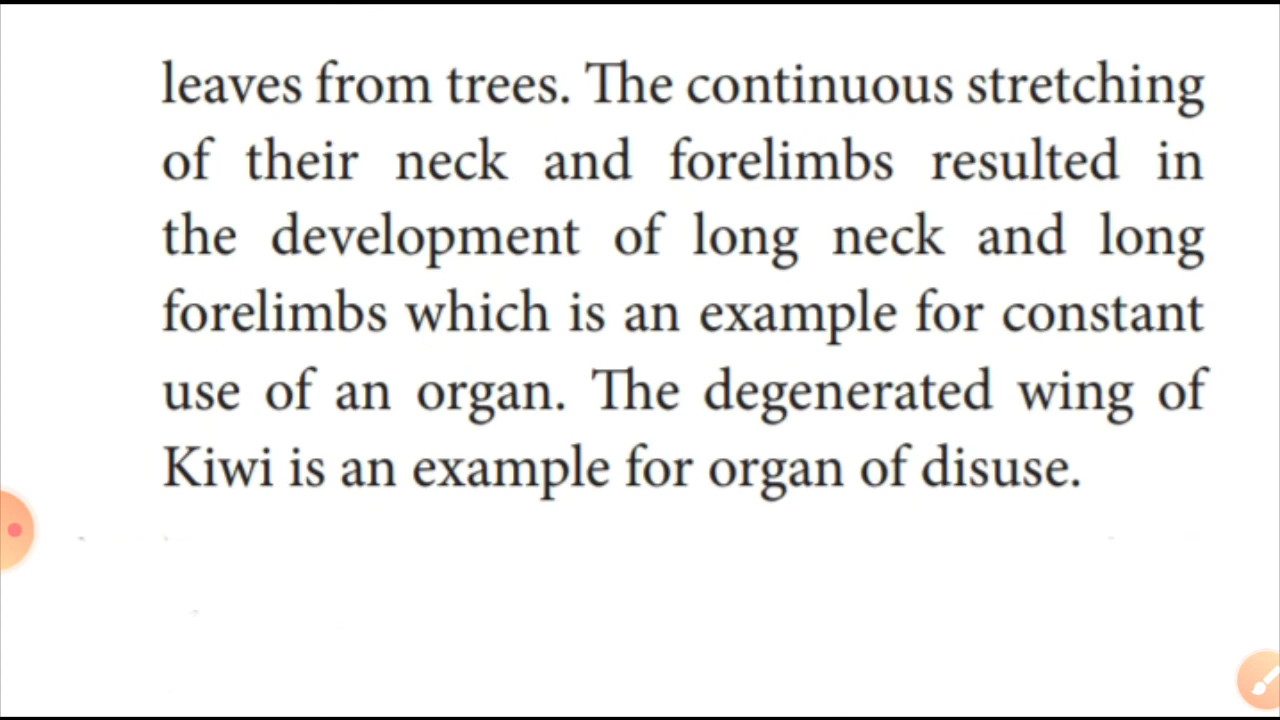 leaves from trees. The continuous stretching
of their neck and forelimbs resulted in
the development of long neck and long
forelimbs which is an example for constant
use of an organ. The degenerated wing of
Kiwi is an example for organ of disuse.